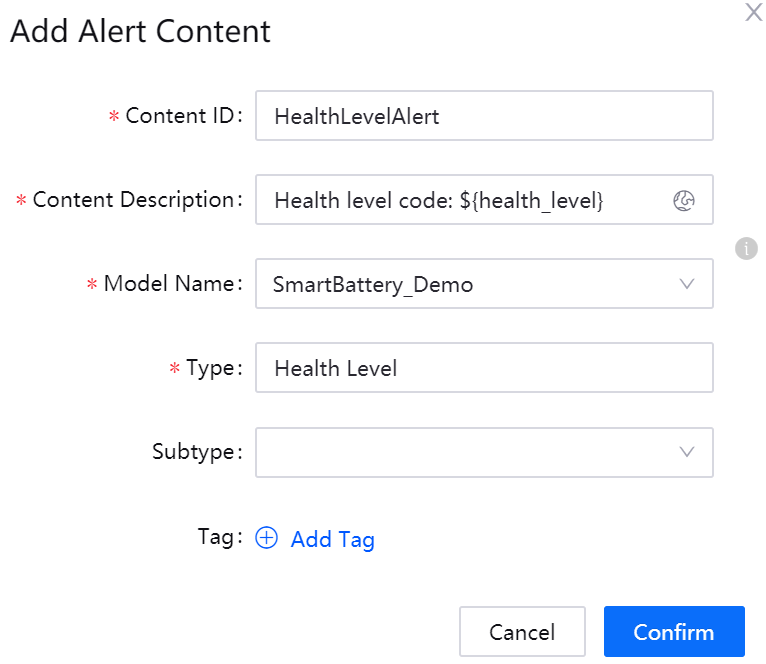 Add Alert Content
* Content ID: HealthLevelAlert
* Content Description: Health level code: ${health_level}
* Model Name: SmartBattery_Demo
* Type: Health Level
Subtype:
Tag: Add Tag
Cancel Confirm